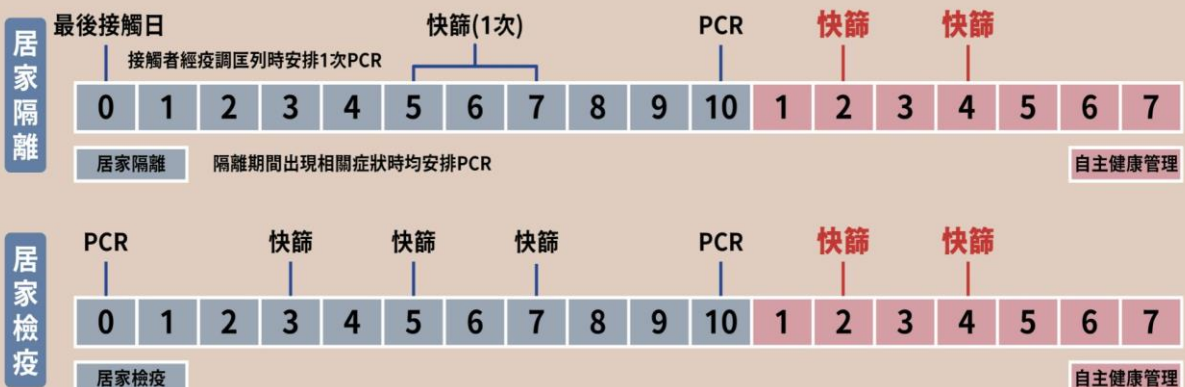 居家隔離
最後接觸日
快篩(1次)
PCR
快篩
快篩
接觸者經疫調匡列時安排1次PCR
0 1 2 3 4 5 6 7 8 9 10 1 2 3 4 5 6 7
居家隔離
隔離期間出現相關症狀時均安排PCR
自主健康管理
居家檢疫
PCR
快篩
快篩
快篩
PCR
快篩
快篩
0 1 2 3 4 5 6 7 8 9 10 1 2 3 4 5 6 7
居家檢疫
自主健康管理